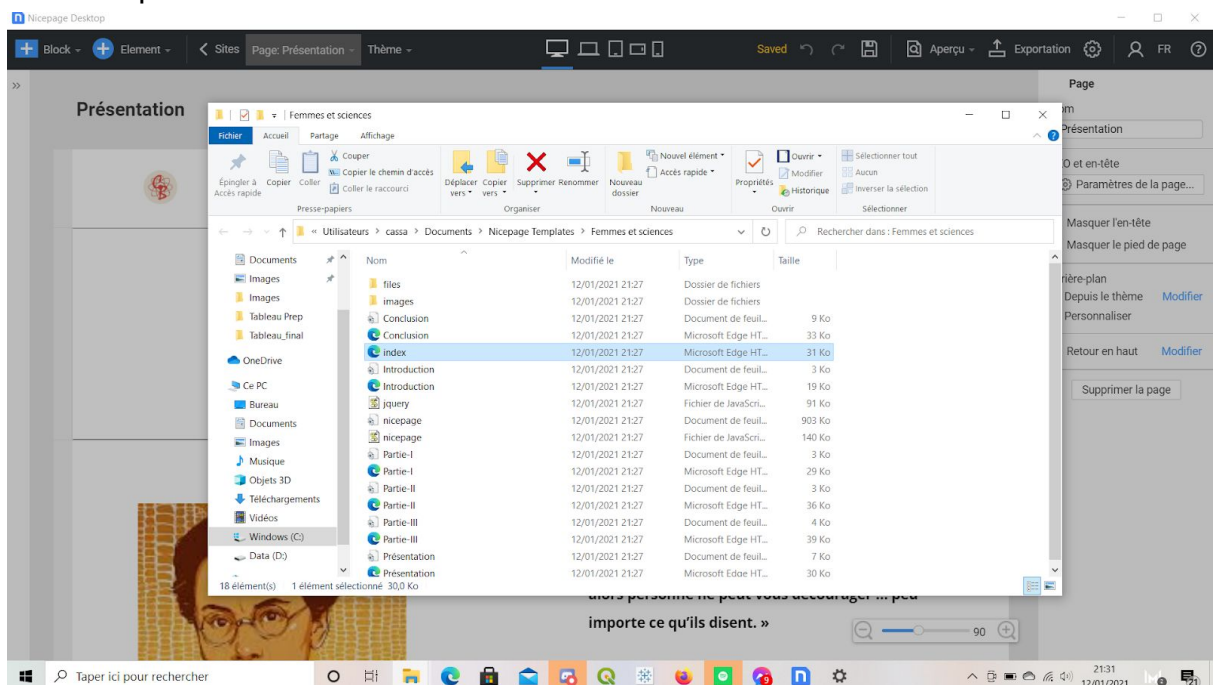 Nicepage Desktop
Block Element Sites Page: Présentation Thème Saved Aperçu Exportation FR
Page
Présentation
Présentation
O et en-tête
Paramètres de la page...
Masquer l'en-tête
Masquer le pied de page
Depuis le thème Modifier
Personnaliser
Retour en haut Modifier
Supprimer la page
Femmes et sciences
Fichier Accueil Partage Affichage
Épingler à Accès rapide
Copier
Coller
Couper
Copier le chemin d'accès
Coller le raccourci
Déplacer vers
Copier vers
Supprimer
Renommer
Nouveau dossier
Nouvel élément
Accès rapide
Propriétés
Ouvrir
Modifier
Historique
Sélectionner tout
Aucun
Inverser la sélection
Presse-papiers Organiser Nouveau Ouvrir Sélectionner
« Utilisateurs > cassa > Documents > Nicepage Templates > Femmes et sciences
Rechercher dans : Femmes et sciences
Documents
Images
Images
Tableau Prep
Tableau_final
OneDrive
Ce PC
Bureau
Documents
Images
Musique
Objets 3D
Téléchargements
Vidéos
Windows (C:)
Data (D:)
Nom Modifié le Type Taille
files 12/01/2021 21:27 Dossier de fichiers
images 12/01/2021 21:27 Dossier de fichiers
Conclusion 12/01/2021 21:27 Document de feuil... 9 Ko
Conclusion 12/01/2021 21:27 Microsoft Edge HT... 33 Ko
index 12/01/2021 21:27 Microsoft Edge HT... 31 Ko
Introduction 12/01/2021 21:27 Document de feuil... 3 Ko
Introduction 12/01/2021 21:27 Microsoft Edge HT... 19 Ko
jquery 12/01/2021 21:27 Fichier de JavaScri... 91 Ko
nicepage 12/01/2021 21:27 Document de feuil... 903 Ko
nicepage 12/01/2021 21:27 Fichier de JavaScri... 140 Ko
Partie-I 12/01/2021 21:27 Document de feuil... 3 Ko
Partie-I 12/01/2021 21:27 Microsoft Edge HT... 29 Ko
Partie-II 12/01/2021 21:27 Document de feuil... 3 Ko
Partie-II 12/01/2021 21:27 Microsoft Edge HT... 36 Ko
Partie-III 12/01/2021 21:27 Document de feuil... 4 Ko
Partie-III 12/01/2021 21:27 Microsoft Edge HT... 39 Ko
Présentation 12/01/2021 21:27 Document de feuil... 7 Ko
Présentation 12/01/2021 21:27 Microsoft Edge HT... 30 Ko
18 élément(s) 1 élément sélectionné 30,0 Ko
alors personne ne peut vous décourager ... peu
importe ce qu'ils disent. »
90
Taper ici pour rechercher
21:31
12/01/2021